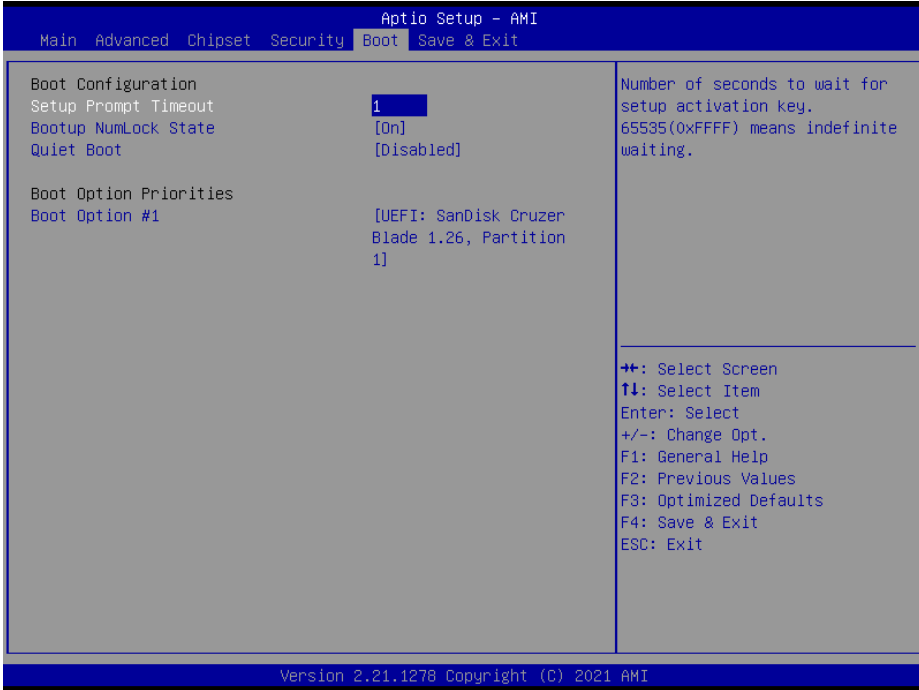 Aptio Setup – AMI
Main Advanced Chipset Security Boot Save & Exit
Boot Configuration
Setup Prompt Timeout 1
Bootup NumLock State [On]
Quiet Boot [Disabled]
Boot Option Priorities
Boot Option #1 [UEFI: SanDisk Cruzer
Blade 1.26, Partition
1]
Number of seconds to wait for
setup activation key.
65535(0xFFFF) means indefinite
waiting.
→←: Select Screen
↑↓: Select Item
Enter: Select
+/-: Change Opt.
F1: General Help
F2: Previous Values
F3: Optimized Defaults
F4: Save & Exit
ESC: Exit
Version 2.21.1278 Copyright (C) 2021 AMI